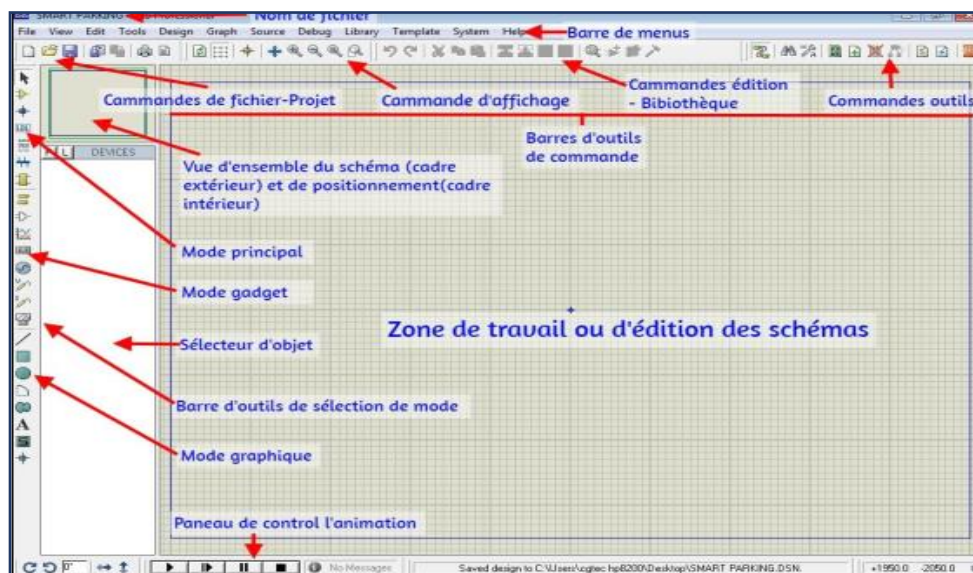 SMART PARKING
Nom de fichier
File View Edit Tools Design Graph Source Debug Library Template System Help
Barre de menus
Cammandes de fichier-Projet
Cammande d'affichage
Cammandes édition
- Bibiothèque
Commandes outils
Barres d'outils
de commande
L DEVICES
Vue d'ensemble du schéma (cadre
extérieur) et de positionnement(cadre
intérieur)
Mode principal
Mode gadget
Zone de travail ou d'édition des schémas
Sélecteur d'objet
Barre d'outils de sélection de mode
Mode graphique
Paneau de control l'animation
No Messages
Saved design to C:\Users\cgtec hp8200\Desktop\SMART PARKING.DSN.
+1950.0 -2050.0